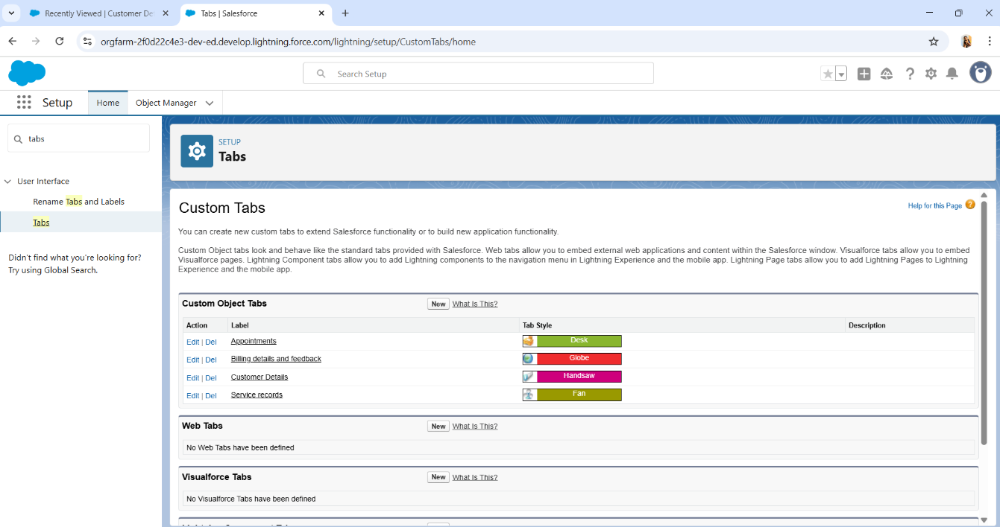 Recently Viewed | Customer De
Tabs | Salesforce
orgfarm-2f0d22c4e3-dev-ed.develop.lightning.force.com/lightning/setup/CustomTabs/home
Search Setup
Setup
Home
Object Manager
tabs
User Interface
Rename Tabs and Labels
Tabs
Didn't find what you're looking for?
Try using Global Search.
SETUP
Tabs
Custom Tabs
Help for this Page ?
You can create new custom tabs to extend Salesforce functionality or to build new application functionality.
Custom Object tabs look and behave like the standard tabs provided with Salesforce. Web tabs allow you to embed external web applications and content within the Salesforce window. Visualforce tabs allow you to embed
Visualforce pages. Lightning Component tabs allow you to add Lightning components to the navigation menu in Lightning Experience and the mobile app. Lightning Page tabs allow you to add Lightning Pages to Lightning
Experience and the mobile app.
Custom Object Tabs New What Is This?
Action Label Tab Style Description
Edit | Del Appointments Desk
Edit | Del Billing details and feedback Globe
Edit | Del Customer Details Handsaw
Edit | Del Service records Fan
Web Tabs New What Is This?
No Web Tabs have been defined
Visualforce Tabs New What Is This?
No Visualforce Tabs have been defined